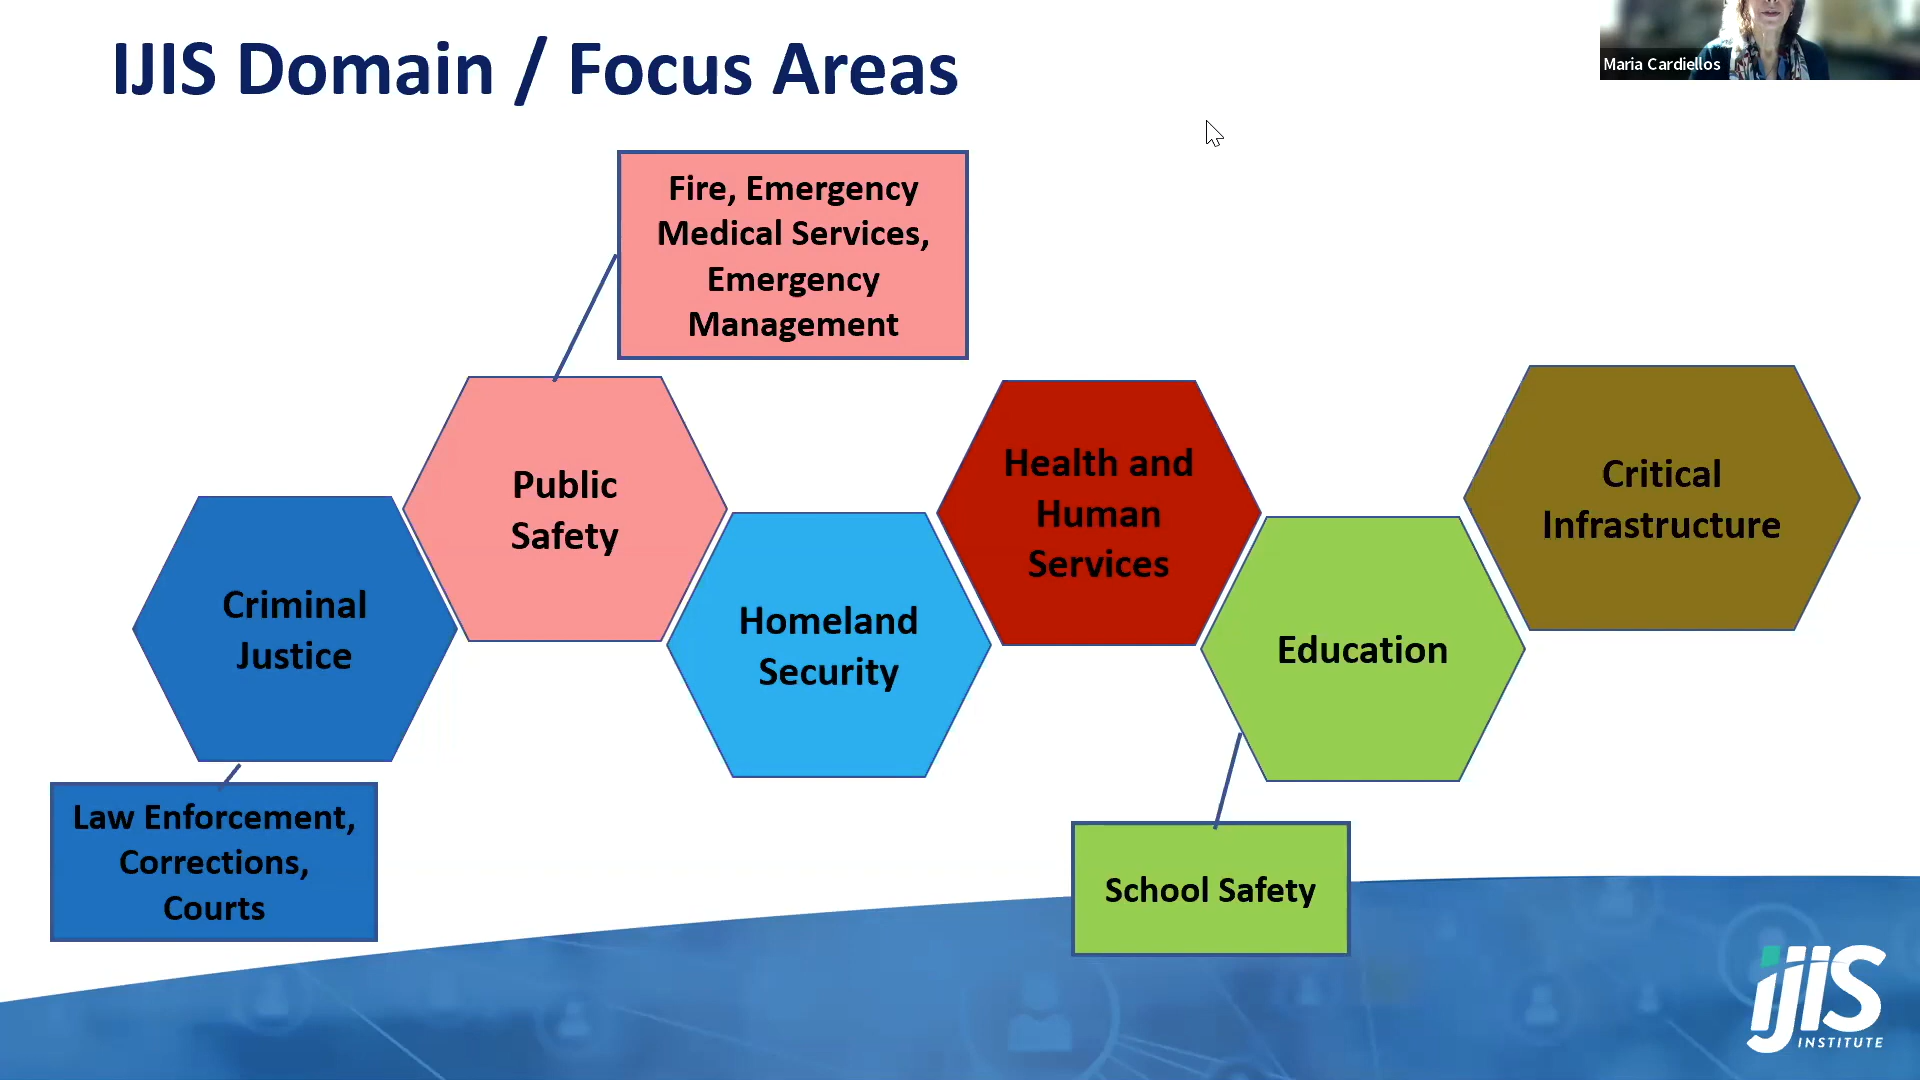 IJIS Domain / Focus Areas
Maria Cardiellos
Fire, Emergency
Medical Services,
Emergency
Management
Public
Safety
Criminal
Justice
Homeland
Security
Health and
Human
Services
Education
Critical
Infrastructure
Law Enforcement,
Corrections,
Courts
School Safety
IJIS
INSTITUTE